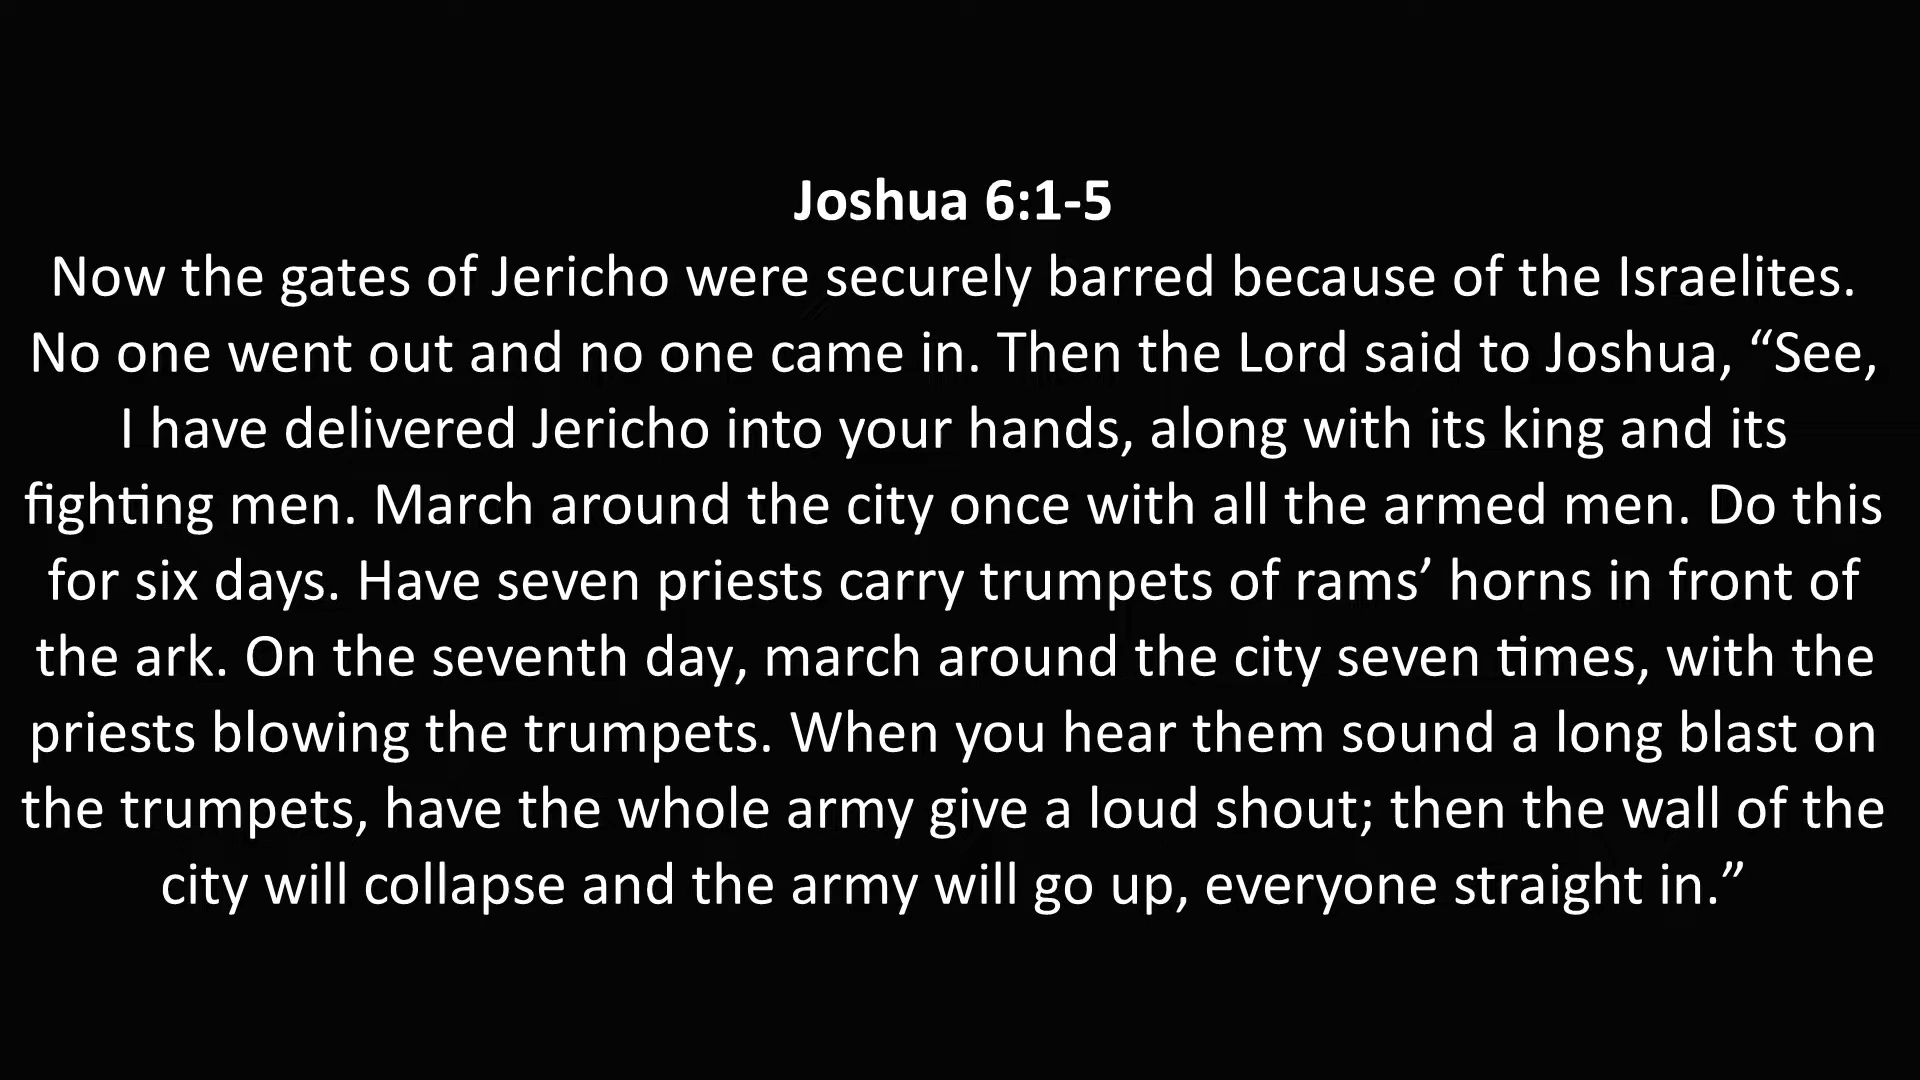 Joshua 6:1-5
Now the gates of Jericho were securely barred because of the Israelites.
No one went out and no one came in. Then the Lord said to Joshua, “See,
I have delivered Jericho into your hands, along with its king and its
fighting men. March around the city once with all the armed men. Do this
for six days. Have seven priests carry trumpets of rams’ horns in front of
the ark. On the seventh day, march around the city seven times, with the
priests blowing the trumpets. When you hear them sound a long blast on
the trumpets, have the whole army give a loud shout; then the wall of the
city will collapse and the army will go up, everyone straight in.”